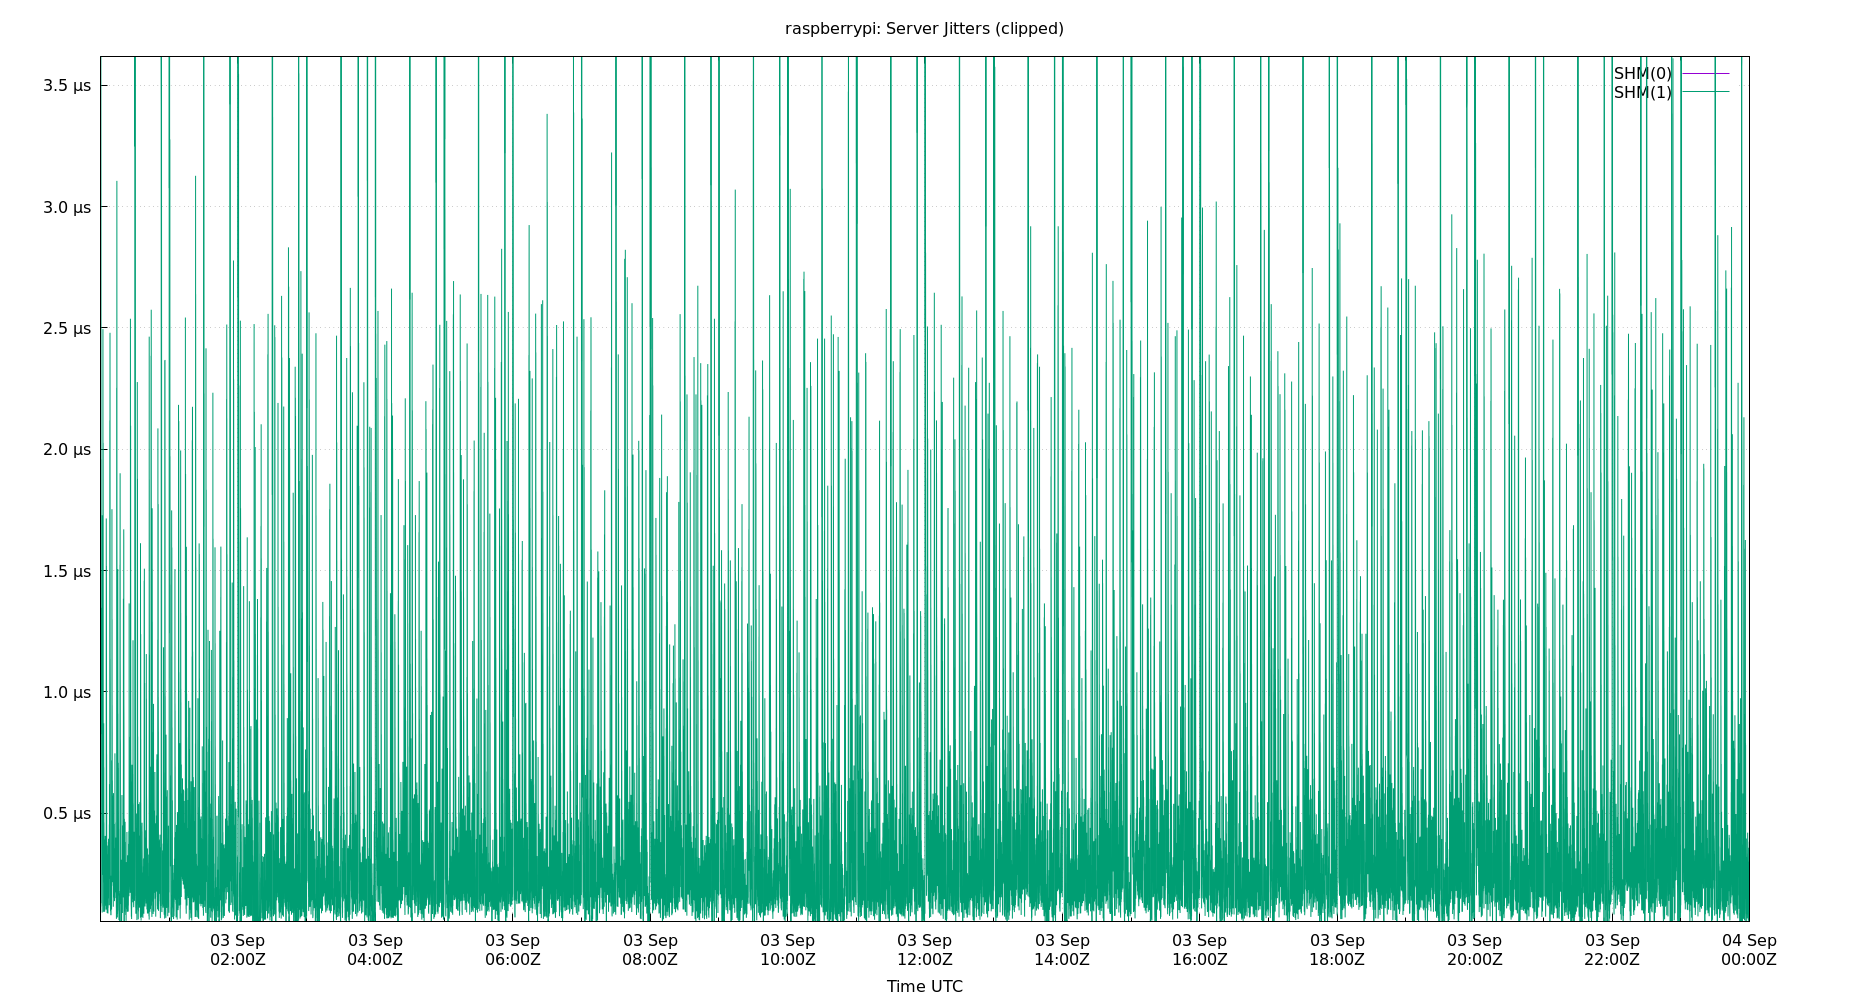 raspberrypi: Server Jitters (clipped)
SHM(0)
SHM(1)
3.5 μs
3.0 μs
2.5 μs
2.0 μs
1.5 μs
1.0 μs
0.5 μs
03 Sep 03 Sep 03 Sep 03 Sep 03 Sep 03 Sep 03 Sep 03 Sep 03 Sep 03 Sep 03 Sep 04 Sep
02:00Z 04:00Z 06:00Z 08:00Z 10:00Z 12:00Z 14:00Z 16:00Z 18:00Z 20:00Z 22:00Z 00:00Z
Time UTC